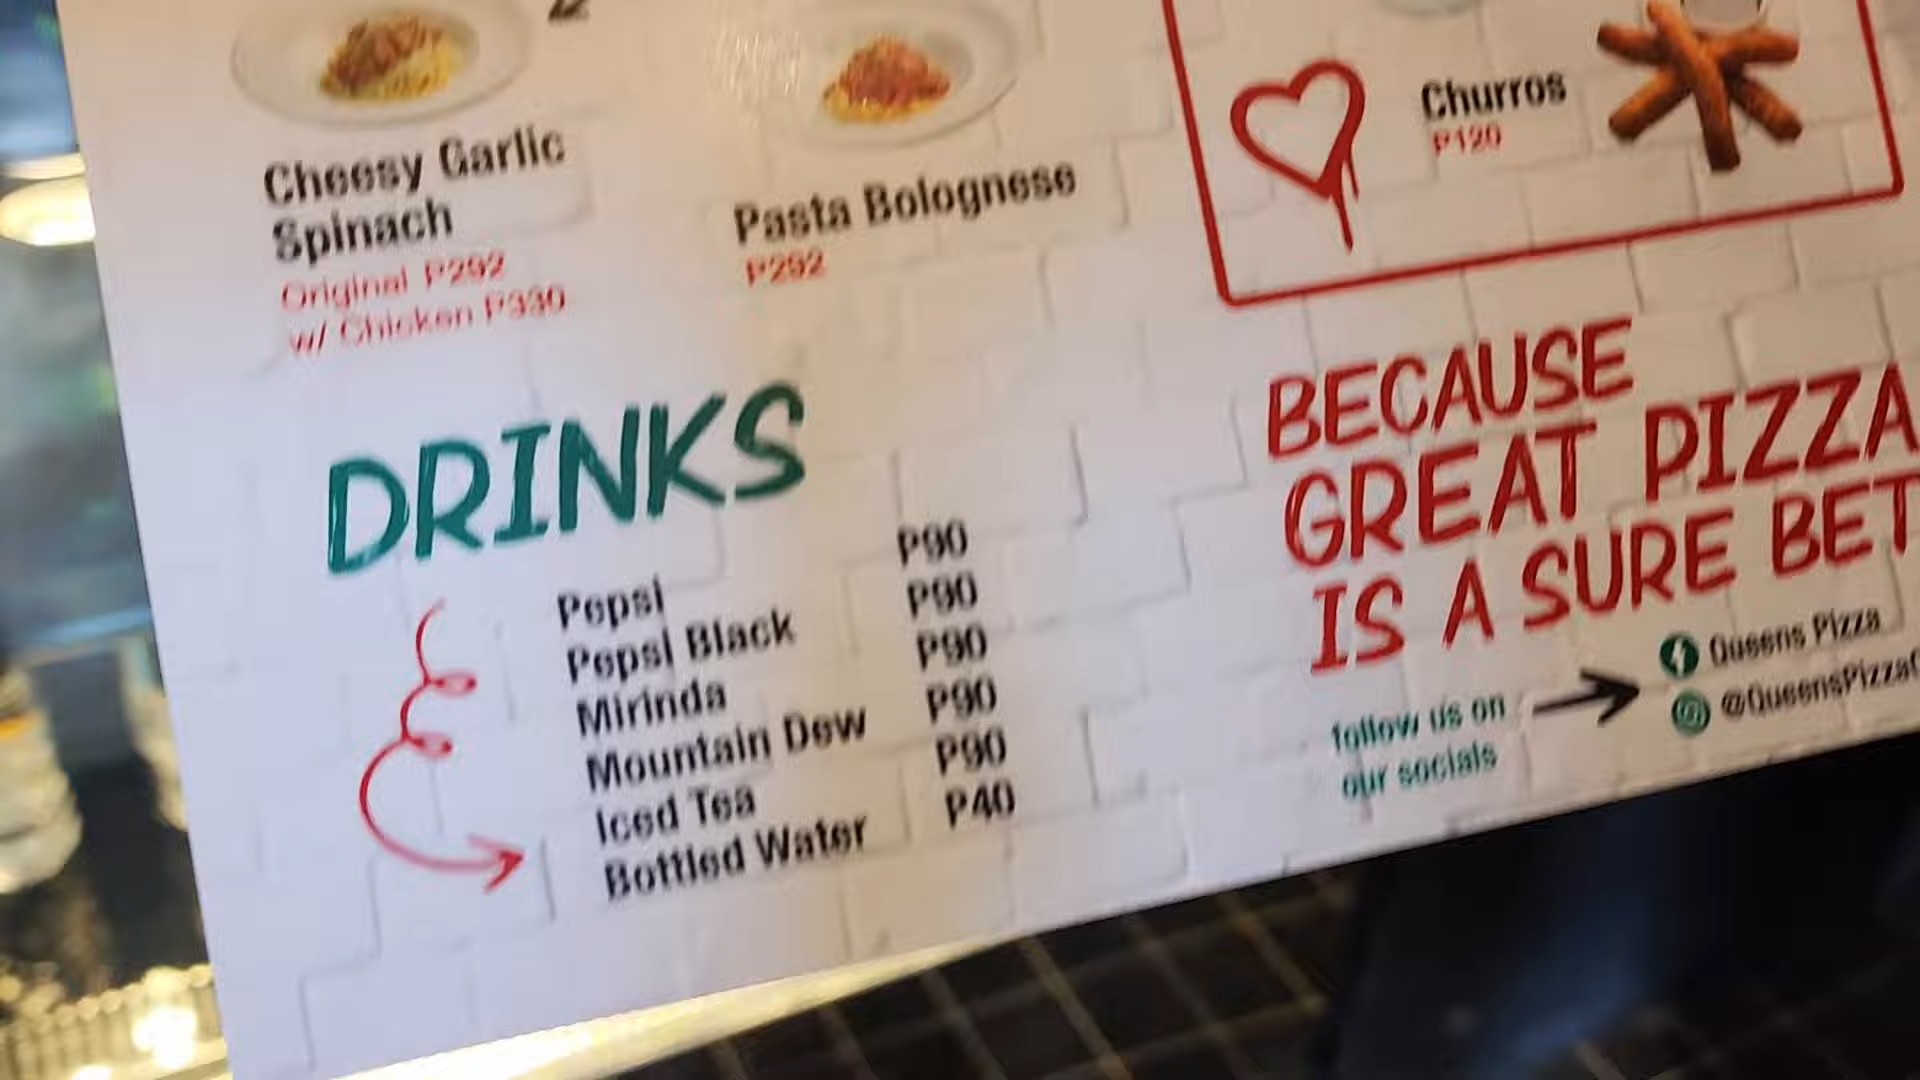 Cheesy Garlic
Spinach
Original P292
w/ Chicken P330
Pasta Bolognese
P292
Churros
P120
DRINKS
Pepsi P90
Pepsi Black P90
Mirinda P90
Mountain Dew P90
Iced Tea P90
Bottled Water P40
BECAUSE
GREAT PIZZA
IS A SURE BET
follow us on
our socials
Queens Pizza